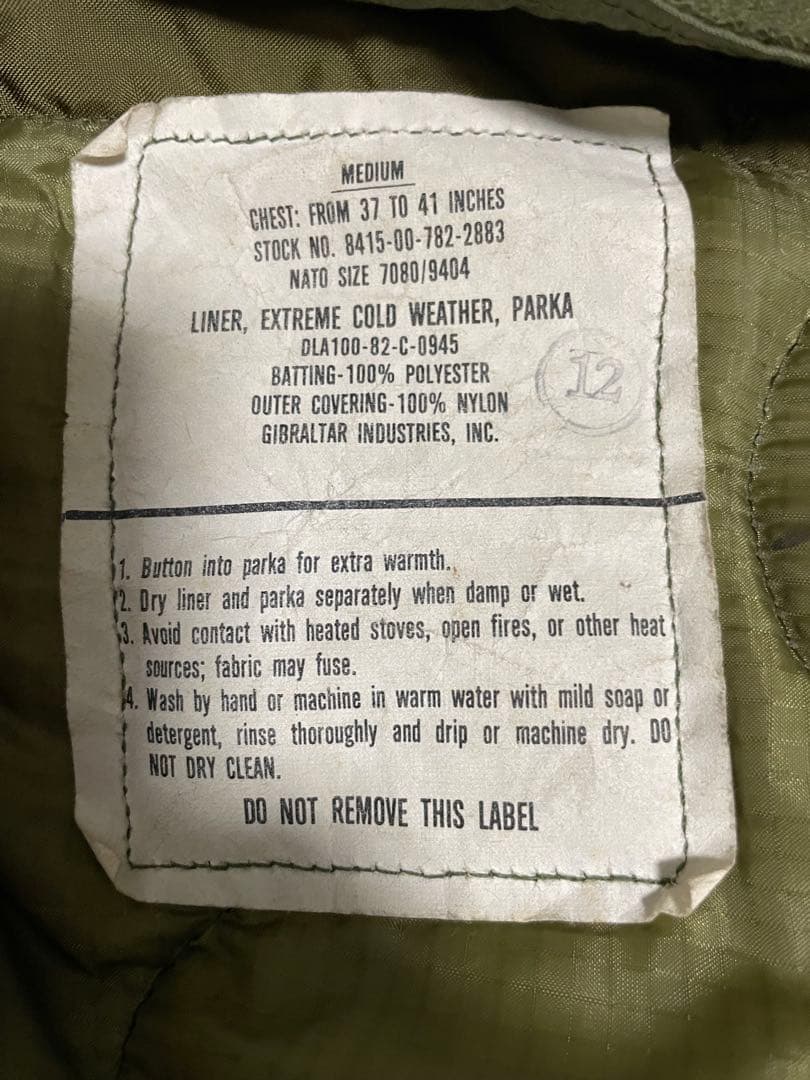 MEDIUM
CHEST: FROM 37 TO 41 INCHES
STOCK NO. 8415-00-782-2883
NATO SIZE 7080/9404
LINER, EXTREME COLD WEATHER, PARKA
DLA100-82-C-0945
BATTING-100% POLYESTER
12
OUTER COVERING-100% NYLON
GIBRALTAR INDUSTRIES, INC.
1. Button into parka for extra warmth.
2. Dry liner and parka separately when damp or wet.
3. Avoid contact with heated stoves, open fires, or other heat
sources; fabric may fuse.
4. Wash by hand or machine in warm water with mild soap or
detergent, rinse thoroughly and drip or machine dry. DO
NOT DRY CLEAN.
DO NOT REMOVE THIS LABEL